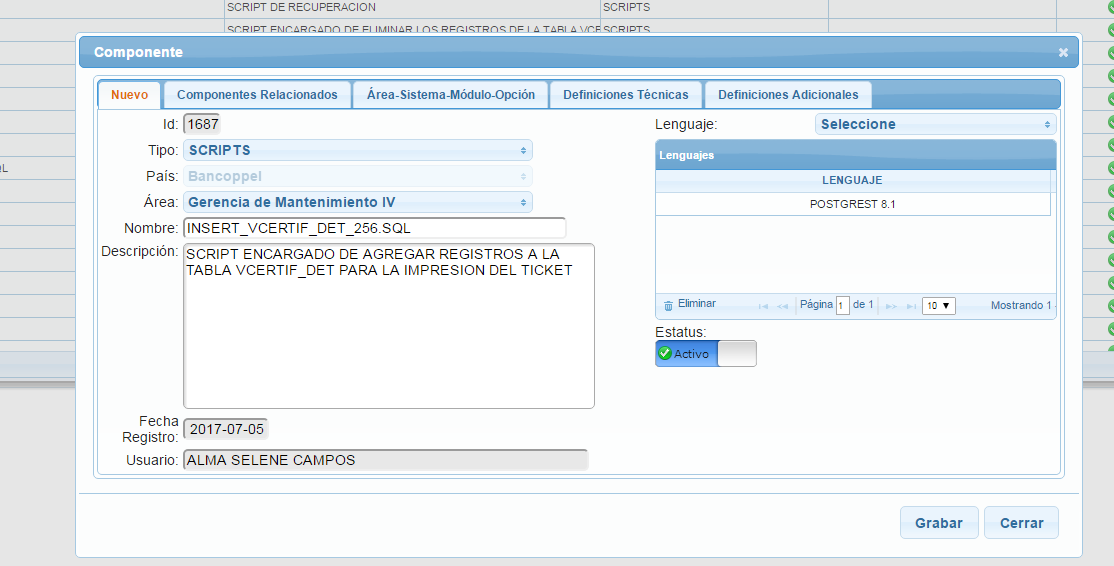 SCRIPT DE RECUPERACION SCRIPTS
SCRIPT ENCARGADO DE ELIMINAR LOS REGISTROS DE LA TABLA VCE SCRIPTS
QL
Componente
Nuevo Componentes Relacionados Área-Sistema-Módulo-Opción Definiciones Técnicas Definiciones Adicionales
Id: 1687
Tipo: SCRIPTS
País: Bancoppel
Área: Gerencia de Mantenimiento IV
Nombre: INSERT_VCERTIF_DET_256.SQL
Descripción: SCRIPT ENCARGADO DE AGREGAR REGISTROS A LA
TABLA VCERTIF_DET PARA LA IMPRESION DEL TICKET
Fecha
Registro: 2017-07-05
Usuario: ALMA SELENE CAMPOS
Lenguaje: Seleccione
Lenguajes
LENGUAJE
POSTGREST 8.1
Eliminar Página 1 de 1 10 Mostrando 1
Estatus:
Activo
Grabar Cerrar